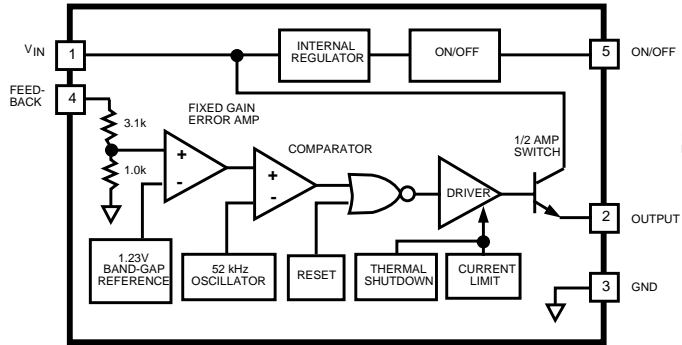 V IN
1
INTERNAL
REGULATOR
ON/OFF
5
ON/OFF
FEED-
BACK
4
3.1k
FIXED GAIN
ERROR AMP
+
-
1.0k
COMPARATOR
+
-
1/2 AMP
SWITCH
DRIVER
2
OUTPUT
1.23V
BAND-GAP
REFERENCE
52 kHz
OSCILLATOR
RESET
THERMAL
SHUTDOWN
CURRENT
LIMIT
3
GND